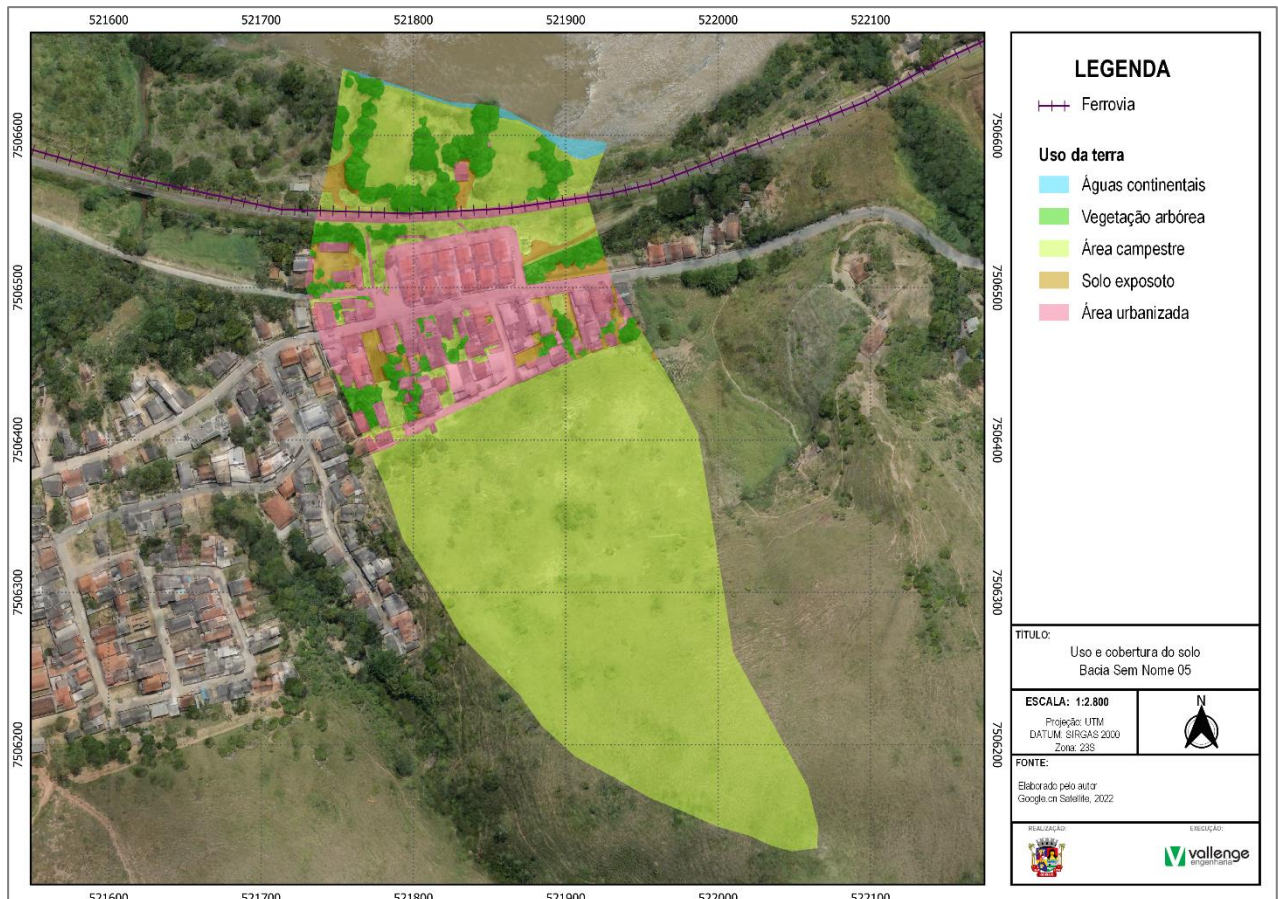 521600 521700 521800 521900 522000 522100
7506600
7506500
7506400
7506300
7506200
7506600
7506500
7506400
7506300
7506200
521600 521700 521800 521900 522000 522100
LEGENDA
Ferrovia
Uso da terra
Águas continentais
Vegetação arbórea
Área campestre
Solo exposoto
Área urbanizada
TÍTULO:
Uso e cobertura do solo
Bacia Sem Nome 05
ESCALA: 1:2.800
Projeção: UTM
DATUM: SIRGAS 2000
Zona: 23S
N
FONTE:
Elaborado pelo autor
Google.cn Satellite, 2022
REALIZAÇÃO:
EXECUÇÃO:
vallenge
engenharia